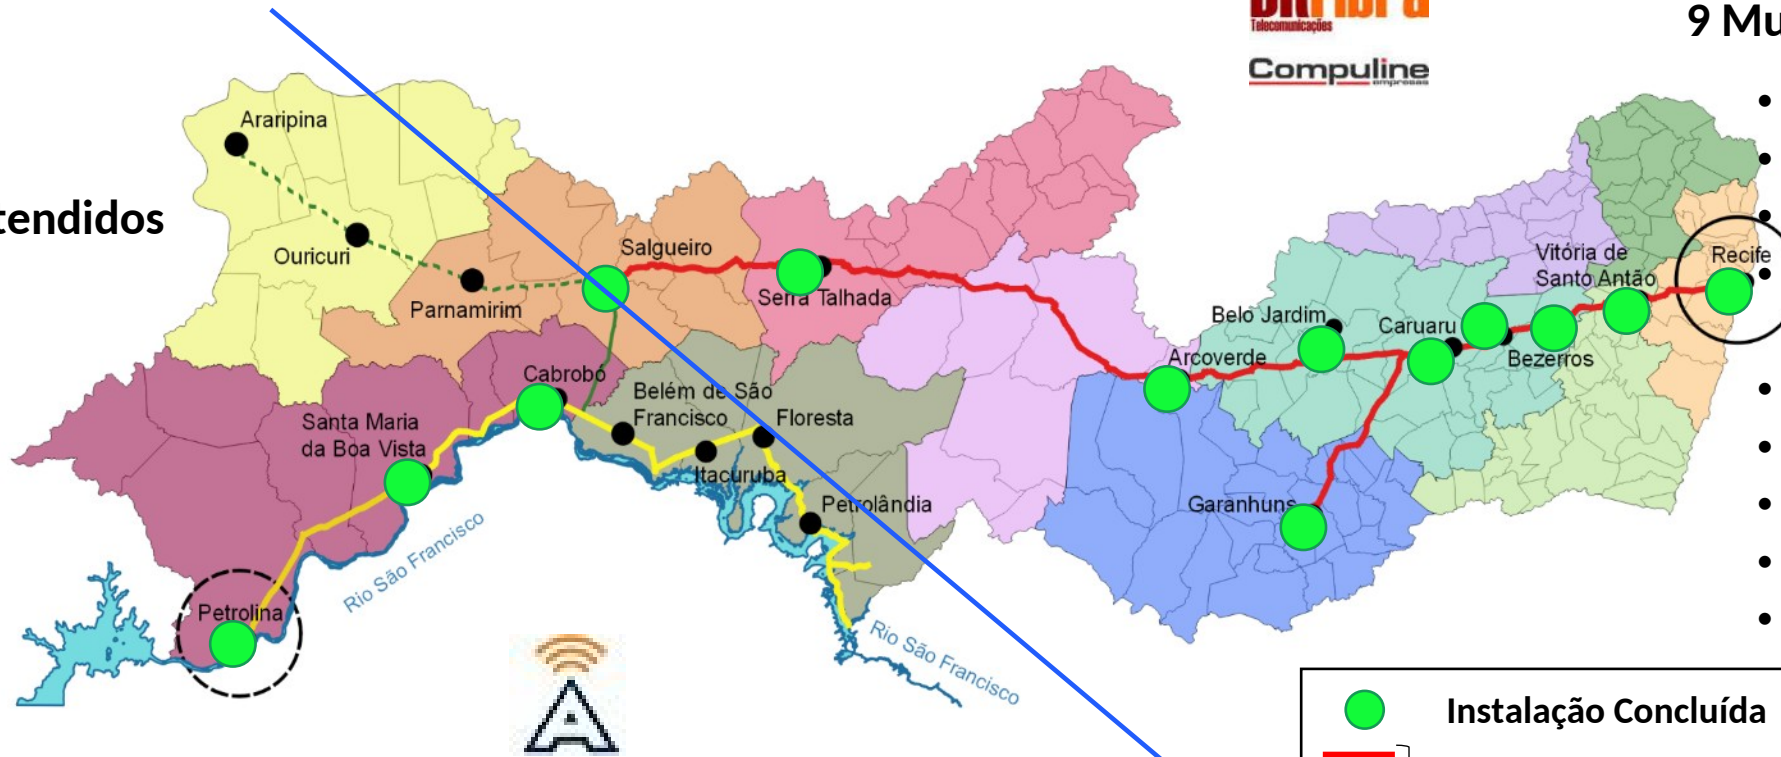 Telecomunicações
Compuline
empresas
9 Mu
tendidos
Araripina
Ouricuri
Parnamirim
Salgueiro
Serra Talhada
Cabrobó
Belém de São
Francisco
Floresta
Itacuruba
Petrolândia
Santa Maria
da Boa Vista
Petrolina
Rio São Francisco
Rio São Francisco
Arcoverde
Belo Jardim
Caruaru
Bezerros
Vitória de
Santo Antão
Recife
Garanhuns
A
Instalação Concluída